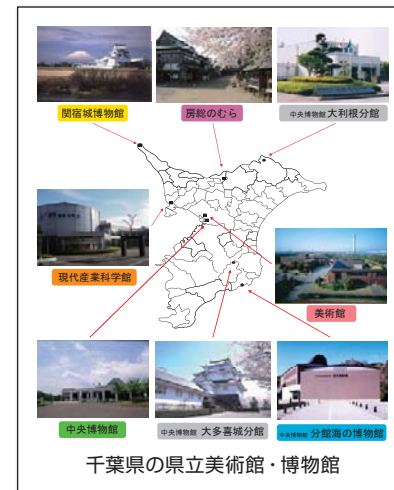 関宿城博物館
房総のむら
中央博物館 大利根分館
現代産業科学館
美術館
中央博物館
中央博物館 大多喜城分館
中央博物館 分館海の博物館
千葉県の県立美術館・博物館